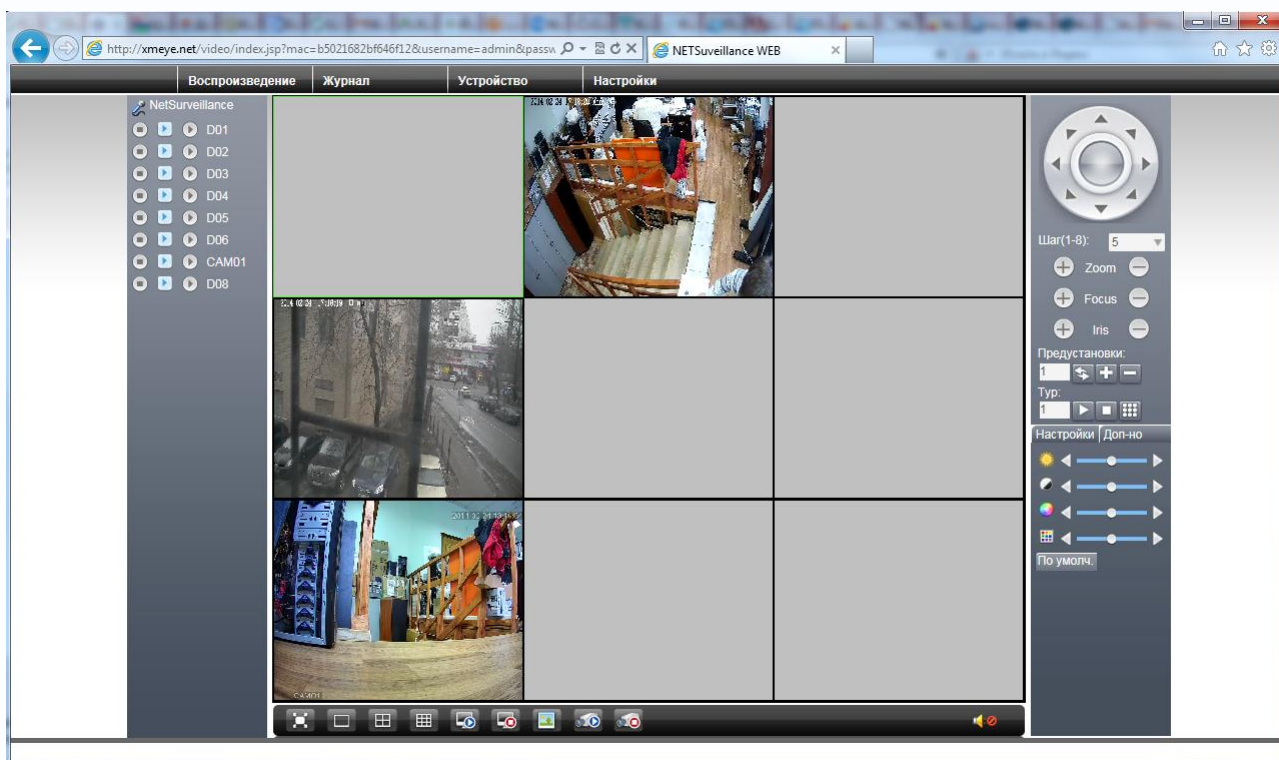 http://xmeye.net/video/index.jsp?mac=b5021682bf646f12&username=admin&passw
NETSuveillance WEB
Воспроизведение Журнал Устройство Настройки
NetSurveillance
D01
D02
D03
D04
D05
D06
CAM01
D08
CAM01
Шаг(1-8): 5
Zoom
Focus
Iris
Предустановки:
1
Тур:
1
Настройки Доп-но
По умолч.